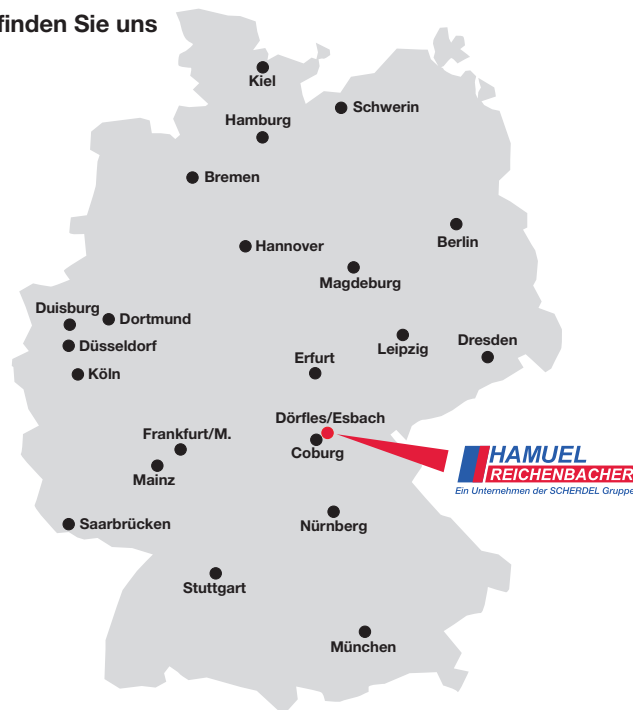 finden Sie uns
Kiel
Schwerin
Hamburg
Bremen
Berlin
Hannover
Magdeburg
Duisburg
Dortmund
Düsseldorf
Leipzig
Dresden
Erfurt
Köln
Dörfles/Esbach
Frankfurt/M.
Coburg
Mainz
HAMUEL
REICHENBACHER
Ein Unternehmen der SCHERDEL Gruppe
Saarbrücken
Nürnberg
Stuttgart
München